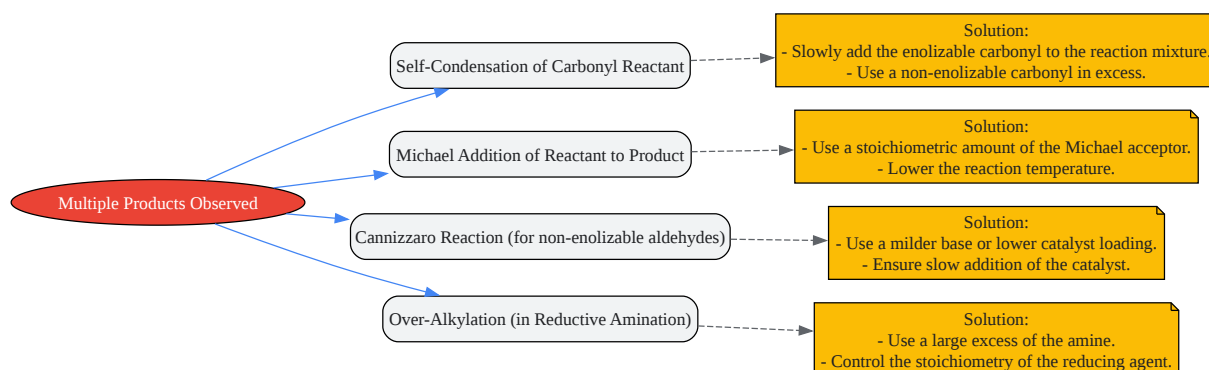 Multiple Products Observed
Self-Condensation of Carbonyl Reactant
Solution:
- Slowly add the enolizable carbonyl to the reaction mixture.
- Use a non-enolizable carbonyl in excess.
Michael Addition of Reactant to Product
Solution:
- Use a stoichiometric amount of the Michael acceptor.
- Lower the reaction temperature.
Cannizzaro Reaction (for non-enolizable aldehydes)
Solution:
- Use a milder base or lower catalyst loading.
- Ensure slow addition of the catalyst.
Over-Alkylation (in Reductive Amination)
Solution:
- Use a large excess of the amine.
- Control the stoichiometry of the reducing agent.